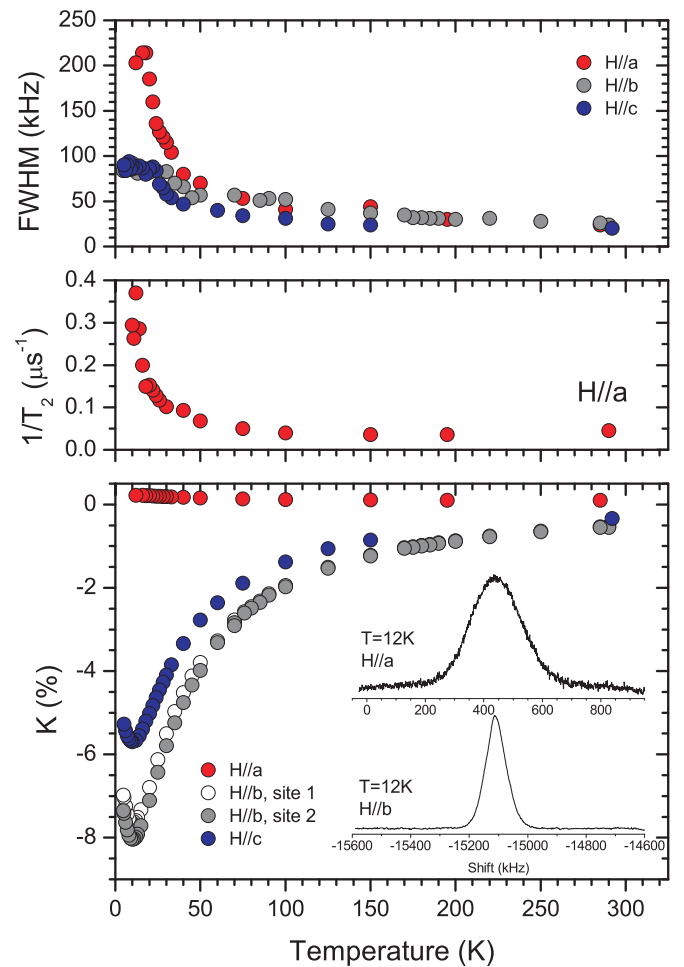 250
200
150
100
50
0
FWHM (kHz)
H//a
H//b
H//c
0.4
0.3
0.2
0.1
0.0
1/T2 (μs-1)
H//a
0
-2
-4
-6
-8
K (%)
T=12K
H//a
0 200 400 600 800
T=12K
H//b
-15600 -15400 -15200 -15000 -14800 -14600
Shift (kHz)
H//a
H//b, site 1
H//b, site 2
H//c
0 50 100 150 200 250 300
Temperature (K)